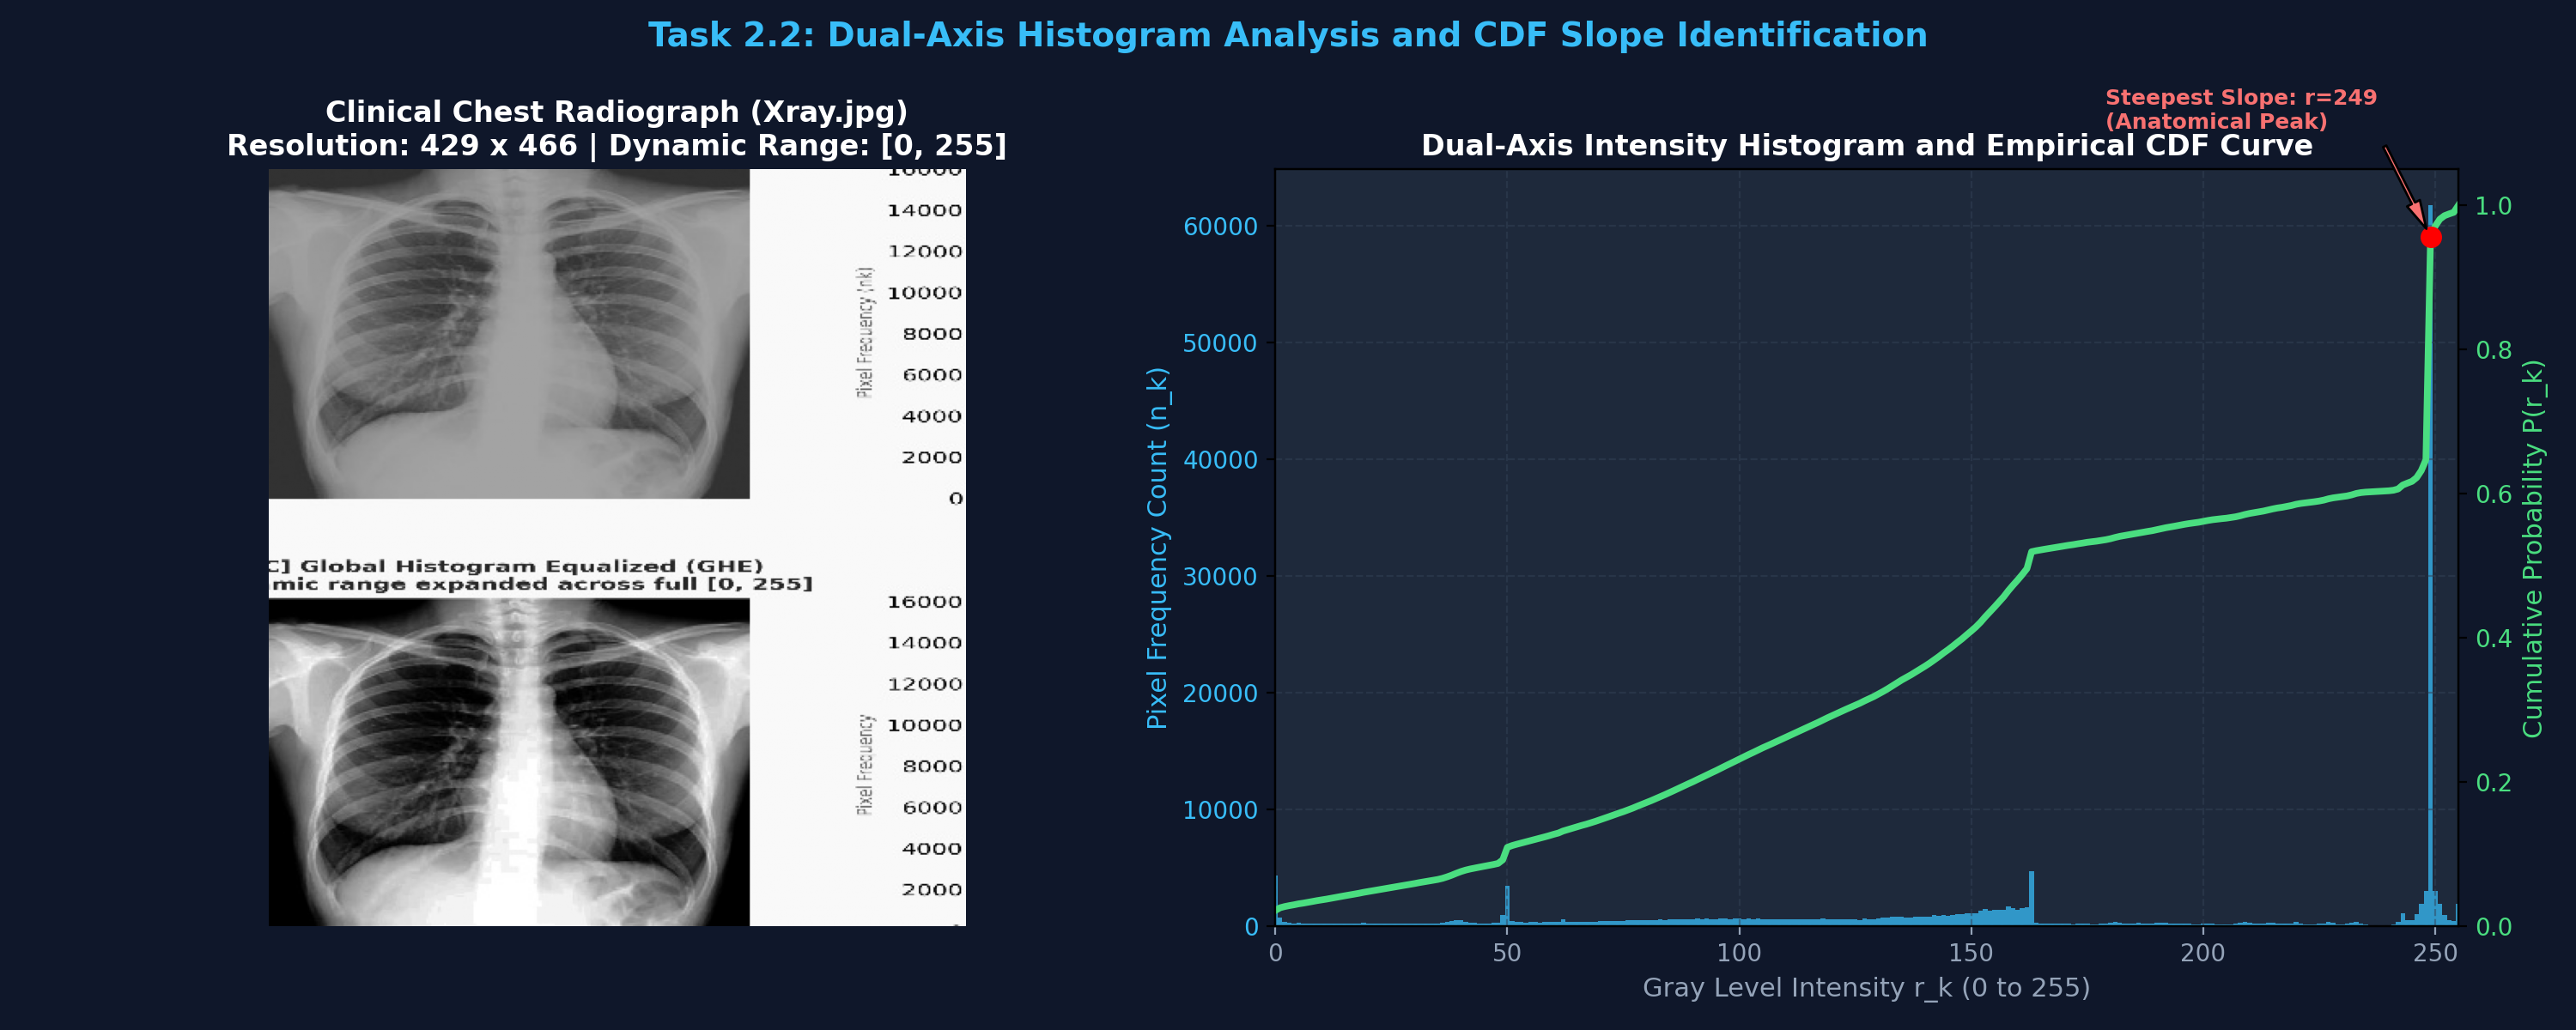 Task 2.2: Dual-Axis Histogram Analysis and CDF Slope Identification
Clinical Chest Radiograph (Xray.jpg)
Resolution: 429 x 466 | Dynamic Range: [0, 255]
16000
14000
12000
10000
8000
6000
4000
2000
0
Pixel Frequency (nk)
C] Global Histogram Equalized (GHE)
mic range expanded across full [0, 255]
16000
14000
12000
10000
8000
6000
4000
2000
Pixel Frequency
Steepest Slope: r=249
(Anatomical Peak)
Dual-Axis Intensity Histogram and Empirical CDF Curve
60000
50000
40000
30000
20000
10000
0
Pixel Frequency Count (n_k)
1.0
0.8
0.6
0.4
0.2
0.0
Cumulative Probability P(r_k)
0 50 100 150 200 250
Gray Level Intensity r_k (0 to 255)